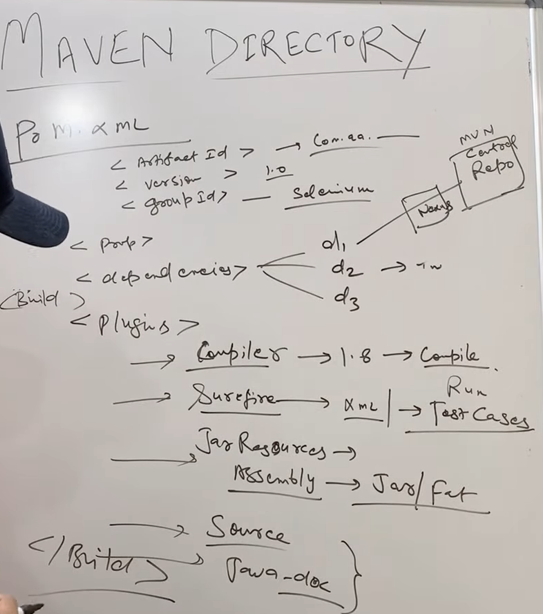 MAVEN DIRECTORY
Pom.xml
<Artifact Id> → Com.qa.
<version> 1.0
<groupId> — Selenium
MVN
Central
Repo
Nexus
<Prop>
<dependencies> d1
d2 →
d3
<Build>
<Plugins>
→ Compiler → 1.8 → Compile.
→ Surefire → XML | → Run
Test Cases
→ Jar Resources →
Assembly → Jar/Fat
→ Source
</Build> → Java-doc }